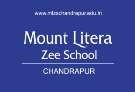 www.mlzschandrapur.edu.in
Mount Litera
Zee School
CHANDRAPUR